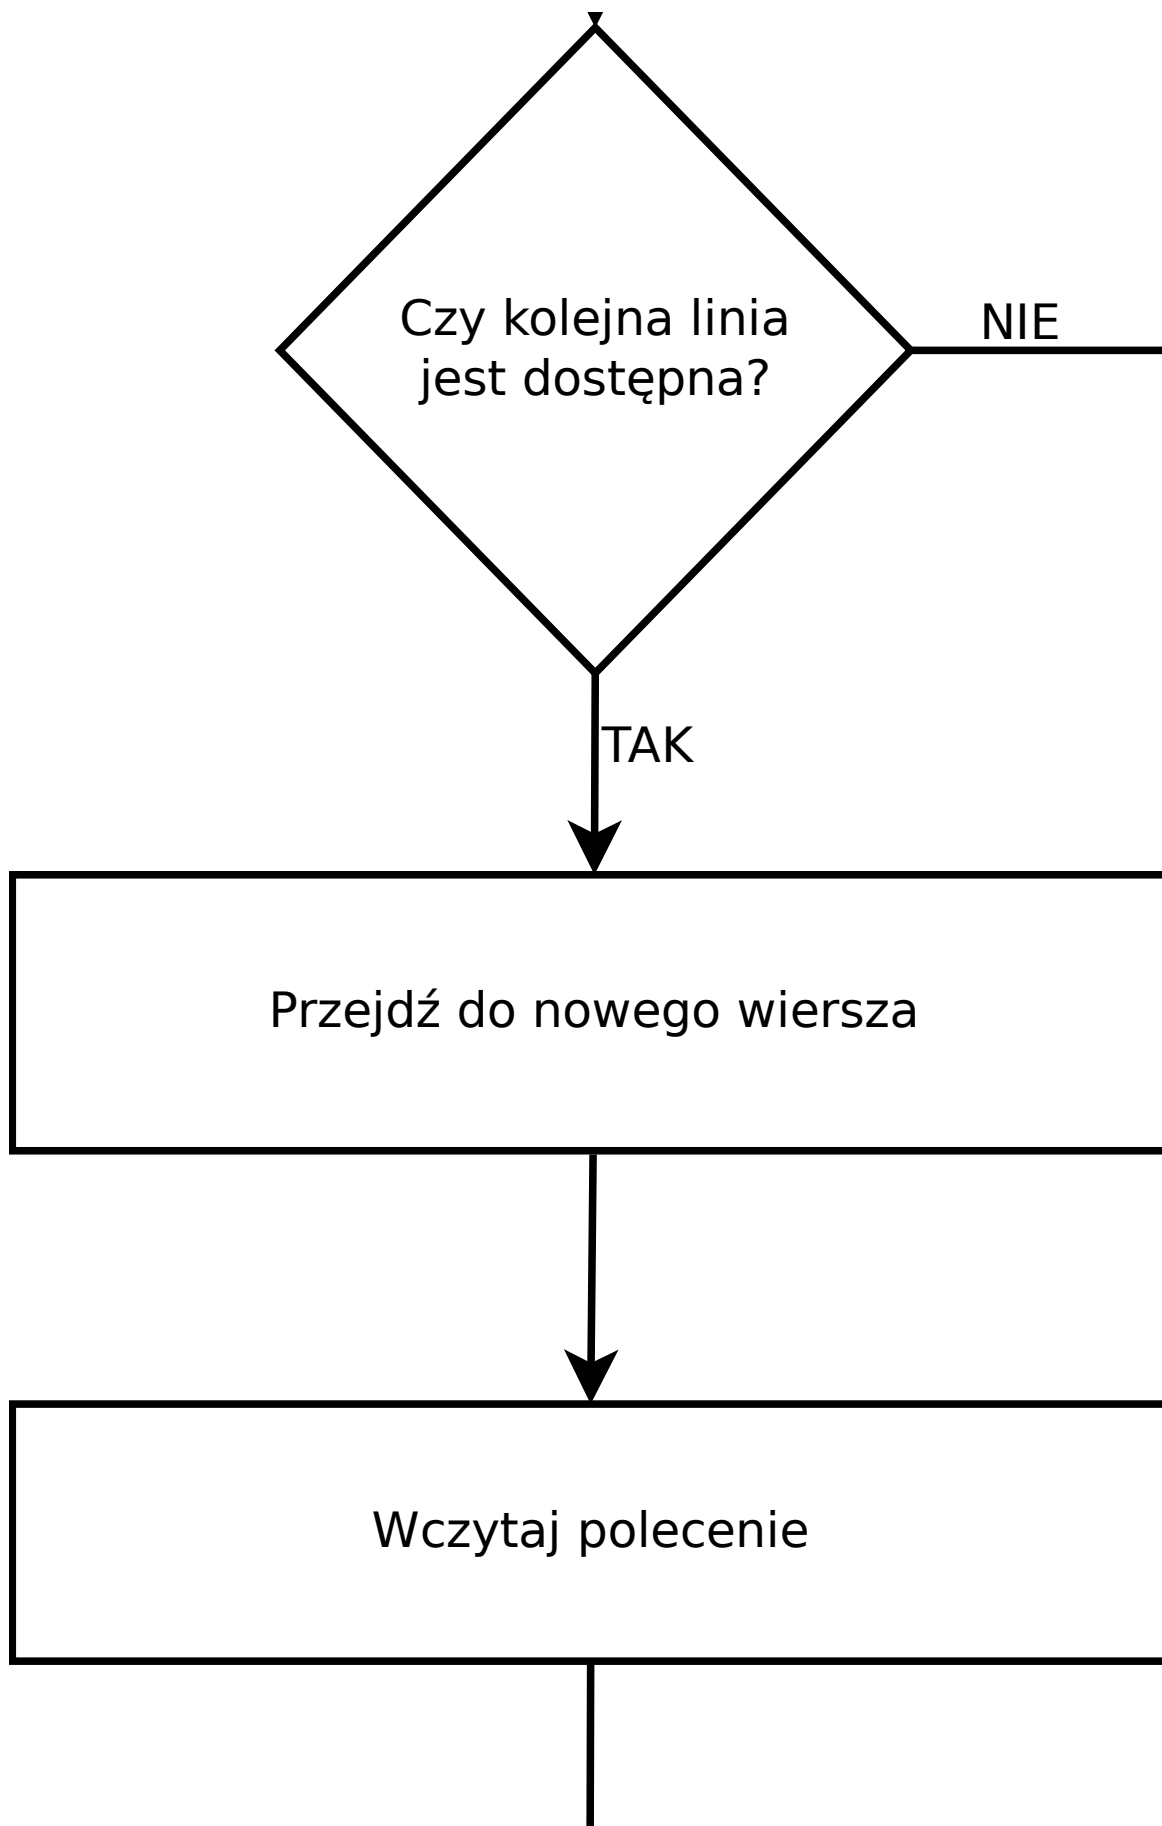 Czy kolejna linia
jest dostępna?
NIE
TAK
Przejdź do nowego wiersza
Wczytaj polecenie